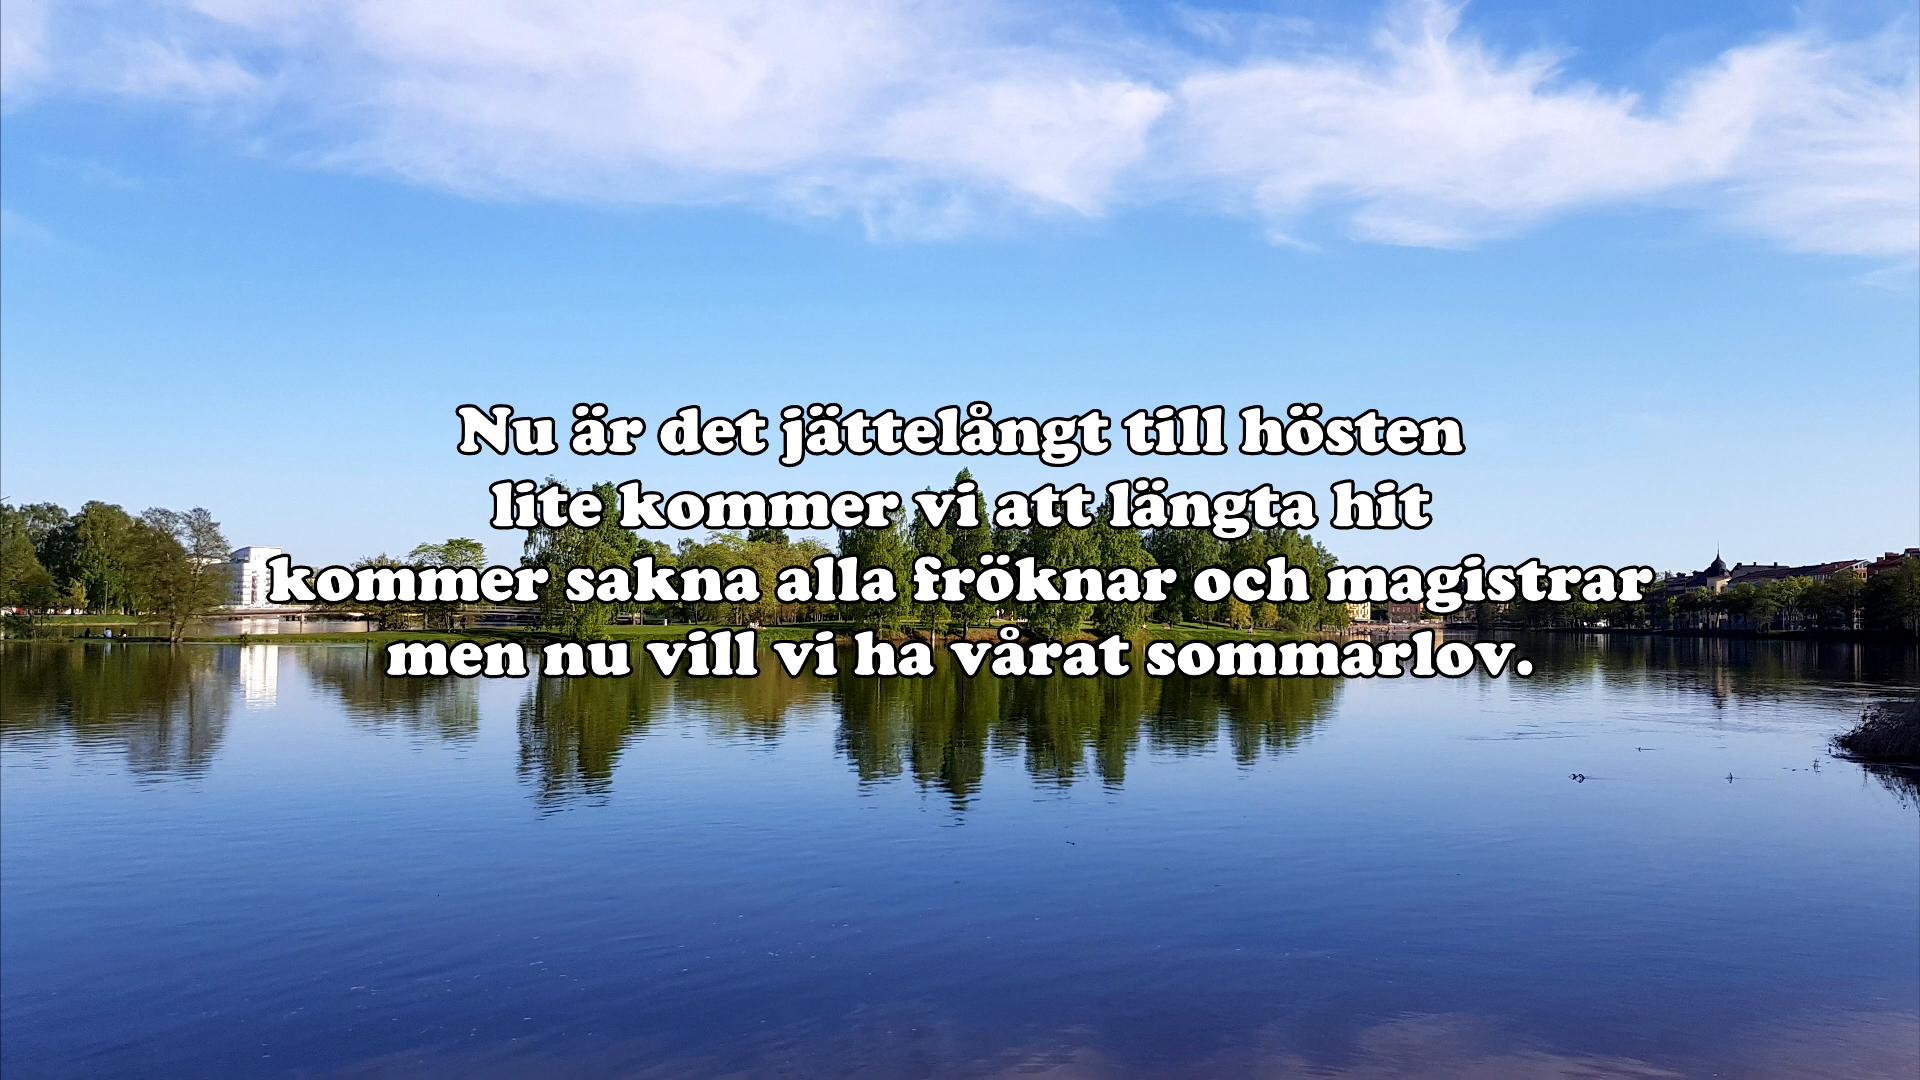 Nu är det jättelångt till hösten
lite kommer vi att längta hit
kommer sakna alla fröknar och magistrar
men nu vill vi ha vårat sommarlov.